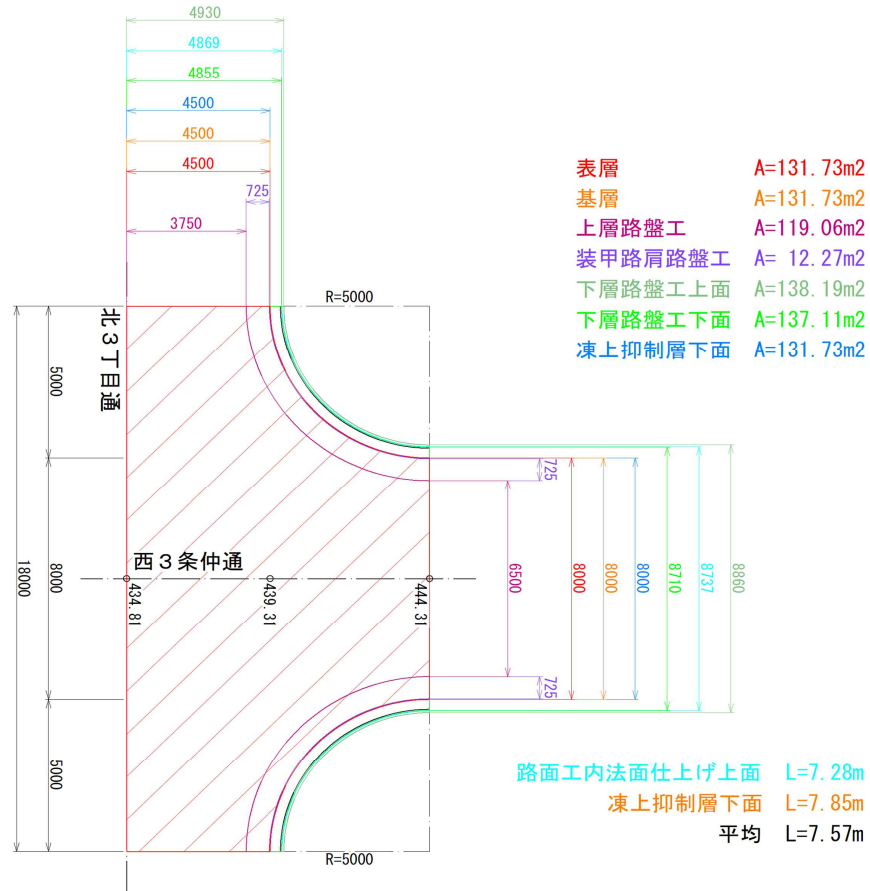 4930
4869
4855
4500
4500
4500
725
3750
表層 A=131.73m2
基層 A=131.73m2
上層路盤工 A=119.06m2
装甲路肩路盤工 A= 12.27m2
下層路盤工上面 A=138.19m2
下層路盤工下面 A=137.11m2
凍上抑制層下面 A=131.73m2
R=5000
北3丁目通
5000
8000
5000
18000
西3条仲通
434.81
439.31
444.31
725
6500
725
8000
8000
8000
8710
8737
8860
R=5000
路面工内法面仕上げ上面 L=7.28m
凍上抑制層下面 L=7.85m
平均 L=7.57m